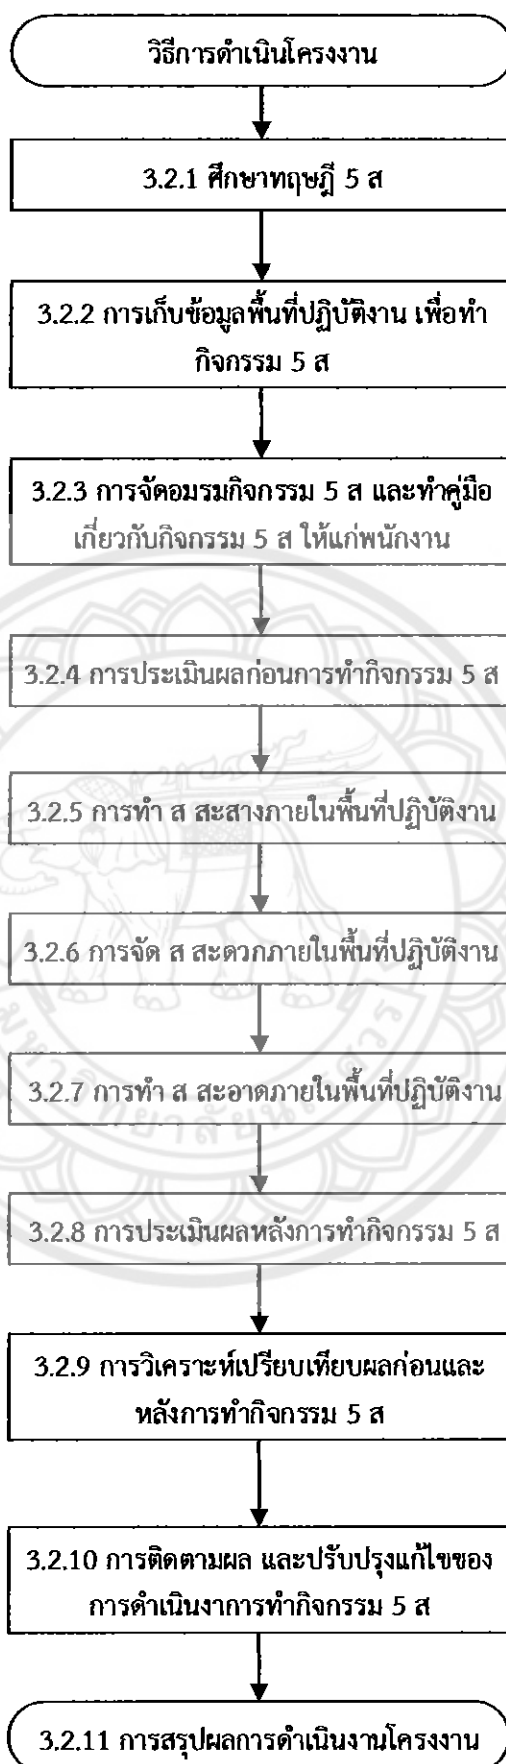 วิธีการดำเนินโครงงาน
3.2.1 ศึกษาทฤษฎี 5 ส
3.2.2 การเก็บข้อมูลพื้นที่ปฏิบัติงาน เพื่อทำ
กิจกรรม 5 ส
3.2.3 การจัดอมรมกิจกรรม 5 ส และทำคู่มือ
เกี่ยวกับกิจกรรม 5 ส ให้แก่พนักงาน
3.2.4 การประเมินผลก่อนการทำกิจกรรม 5 ส
3.2.5 การทำ ส สะสางภายในพื้นที่ปฏิบัติงาน
3.2.6 การจัด ส สะดวกภายในพื้นที่ปฏิบัติงาน
3.2.7 การทำ ส สะอาดภายในพื้นที่ปฏิบัติงาน
มหาวิทยาลัยนเรศวร
3.2.8 การประเมินผลหลังการทำกิจกรรม 5 ส
3.2.9 การวิเคราะห์เปรียบเทียบผลก่อนและ
หลังการทำกิจกรรม 5 ส
3.2.10 การติดตามผล และปรับปรุงแก้ไขของ
การดำเนินงาการทำกิจกรรม 5 ส
3.2.11 การสรุปผลการดำเนินงานโครงงาน